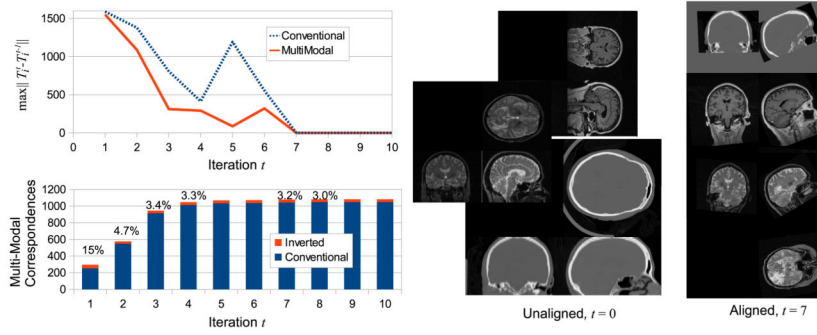 max|| T_i^t-T_i^{t-1}||
1500
1000
500
0
Conventional
MultiModal
0 1 2 3 4 5 6 7 8 9 10
Iteration t
Multi-Modal
Correspondences
1200
1000
800
600
400
200
0
15%
4.7%
3.4%
3.3%
3.2%
3.0%
Inverted
Conventional
1 2 3 4 5 6 7 8 9 10
Iteration t
Unaligned, t = 0
Aligned, t = 7